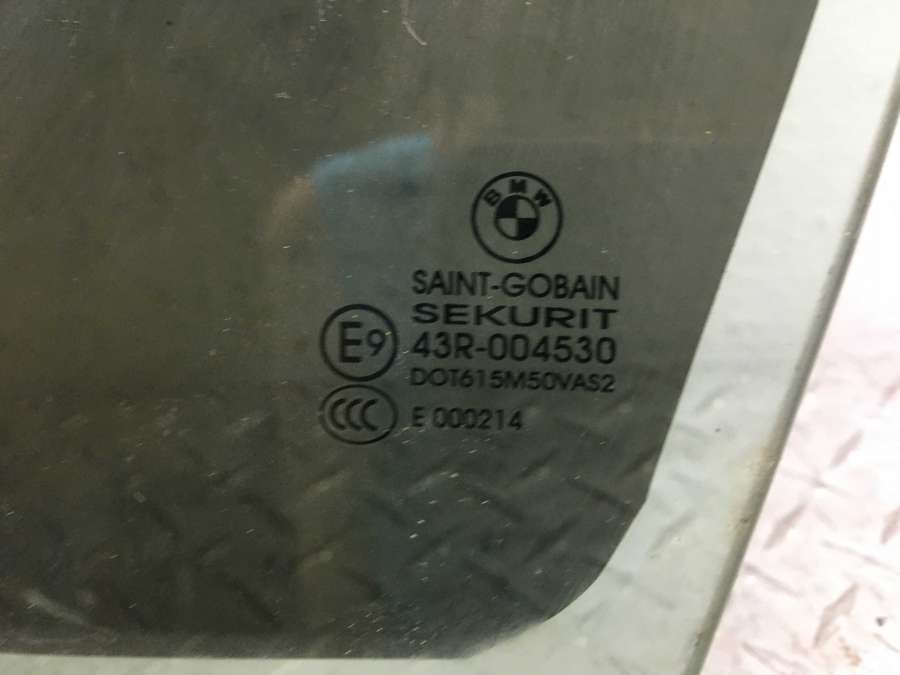 BMW
SAINT-GOBAIN
SEKURIT
E9 43R-004530
DOT615M50VAS2
CCC E 000214